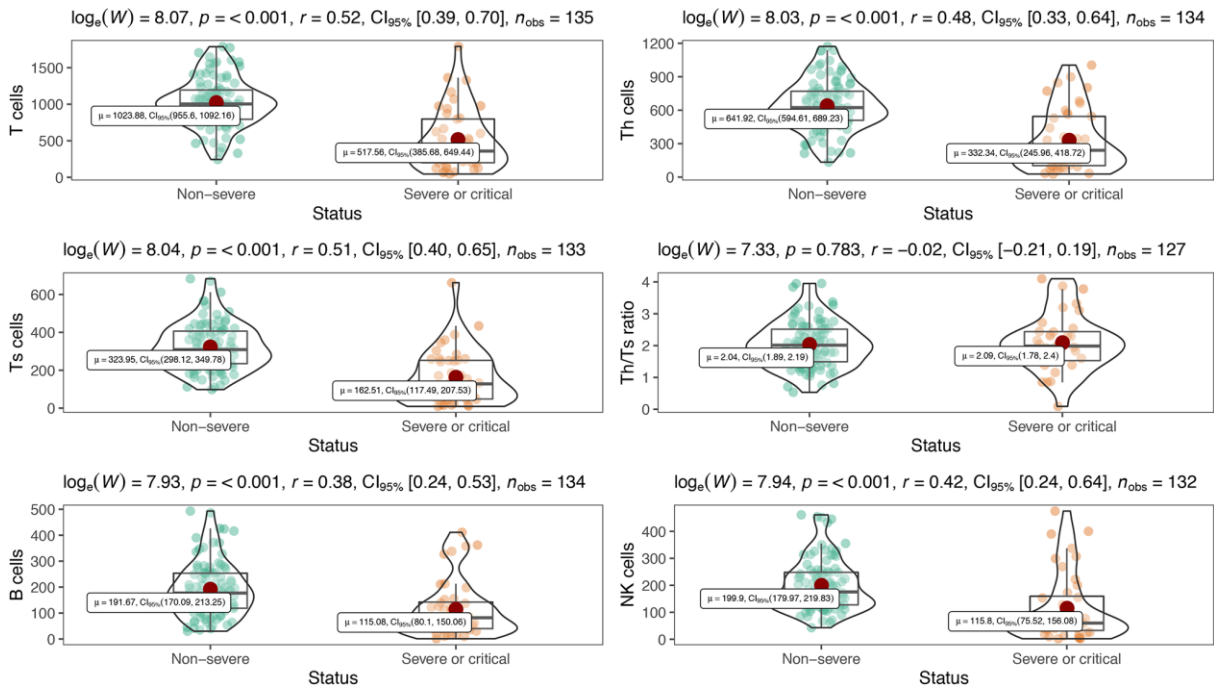 logₑ(W) = 8.07, p = < 0.001, r = 0.52, CI95% [0.39, 0.70], nobs = 135
T cells
1500
1000
500
0
μ = 1023.88, CI95%(955.6, 1092.16)
μ = 517.56, CI95%(385.68, 649.44)
Non−severe
Severe or critical
Status
logₑ(W) = 8.03, p = < 0.001, r = 0.48, CI95% [0.33, 0.64], nobs = 134
Th cells
1200
900
600
300
0
μ = 641.92, CI95%(594.61, 689.23)
μ = 332.34, CI95%(245.96, 418.72)
Non−severe
Severe or critical
Status
logₑ(W) = 8.04, p = < 0.001, r = 0.51, CI95% [0.40, 0.65], nobs = 133
Ts cells
600
400
200
0
μ = 323.95, CI95%(298.12, 349.78)
μ = 162.51, CI95%(117.49, 207.53)
Non−severe
Severe or critical
Status
logₑ(W) = 7.33, p = 0.783, r = −0.02, CI95% [−0.21, 0.19], nobs = 127
Th/Ts ratio
4
3
2
1
0
μ = 2.04, CI95%(1.89, 2.19)
μ = 2.09, CI95%(1.78, 2.4)
Non−severe
Severe or critical
Status
logₑ(W) = 7.93, p = < 0.001, r = 0.38, CI95% [0.24, 0.53], nobs = 134
B cells
500
400
300
200
100
0
μ = 191.67, CI95%(170.09, 213.25)
μ = 115.08, CI95%(80.1, 150.06)
Non−severe
Severe or critical
Status
logₑ(W) = 7.94, p = < 0.001, r = 0.42, CI95% [0.24, 0.64], nobs = 132
NK cells
400
300
200
100
0
μ = 199.9, CI95%(179.97, 219.83)
μ = 115.8, CI95%(75.52, 156.08)
Non−severe
Severe or critical
Status